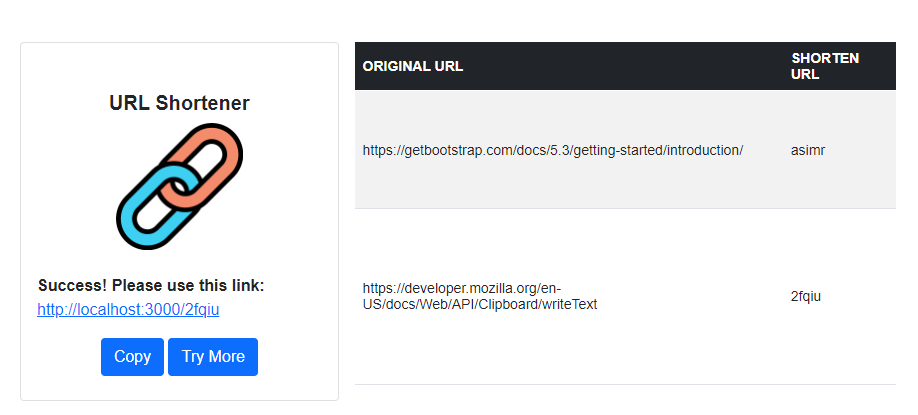 URL Shortener
Success! Please use this link:
http://localhost:3000/2fqiu
Copy
Try More
ORIGINAL URL
SHORTEN
URL
https://getbootstrap.com/docs/5.3/getting-started/introduction/
asimr
https://developer.mozilla.org/en-
US/docs/Web/API/Clipboard/writeText
2fqiu